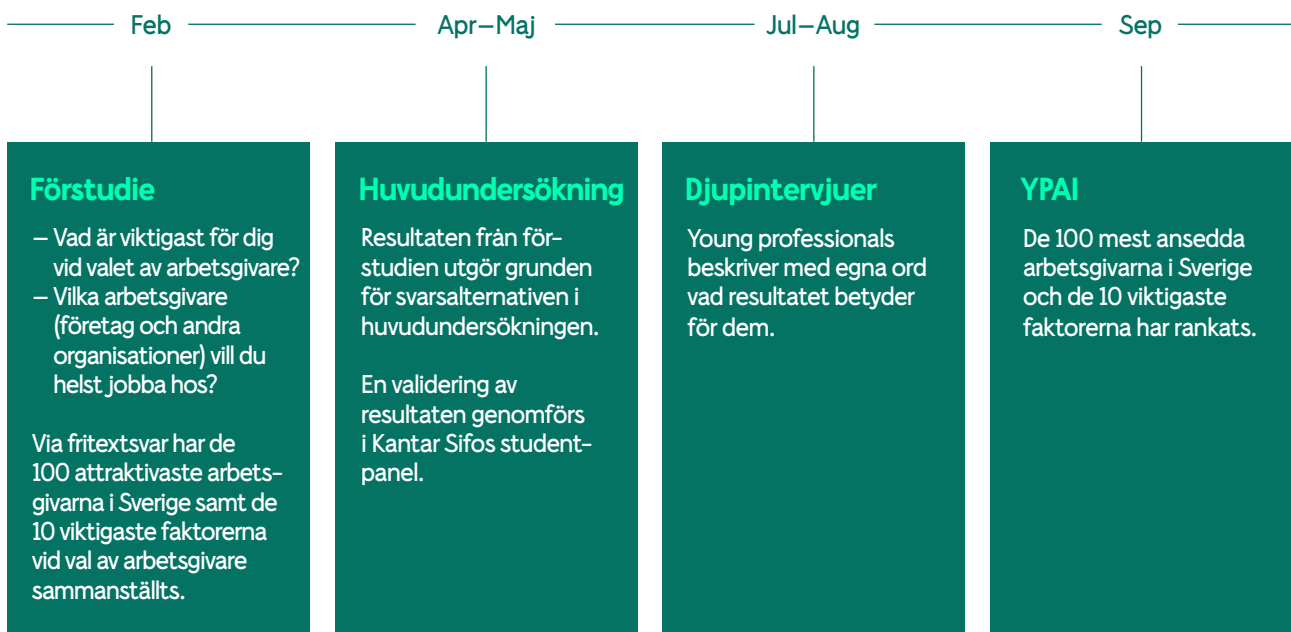 Feb
Apr–Maj
Jul–Aug
Sep
Förstudie
– Vad är viktigast för dig
vid valet av arbetsgivare?
– Vilka arbetsgivare
(företag och andra
organisationer) vill du
helst jobba hos?
Via fritextsvar har de
100 attraktivaste arbets-
givarna i Sverige samt de
10 viktigaste faktorerna
vid val av arbetsgivare
sammanställts.
Huvudundersökning
Resultaten från för-
studien utgör grunden
för svarsalternativen i
huvudundersökningen.
En validering av
resultaten genomförs
i Kantar Sifos student-
panel.
Djupintervjuer
Young professionals
beskriver med egna ord
vad resultatet betyder
för dem.
YPAI
De 100 mest ansedda
arbetsgivarna i Sverige
och de 10 viktigaste
faktorerna har rankats.